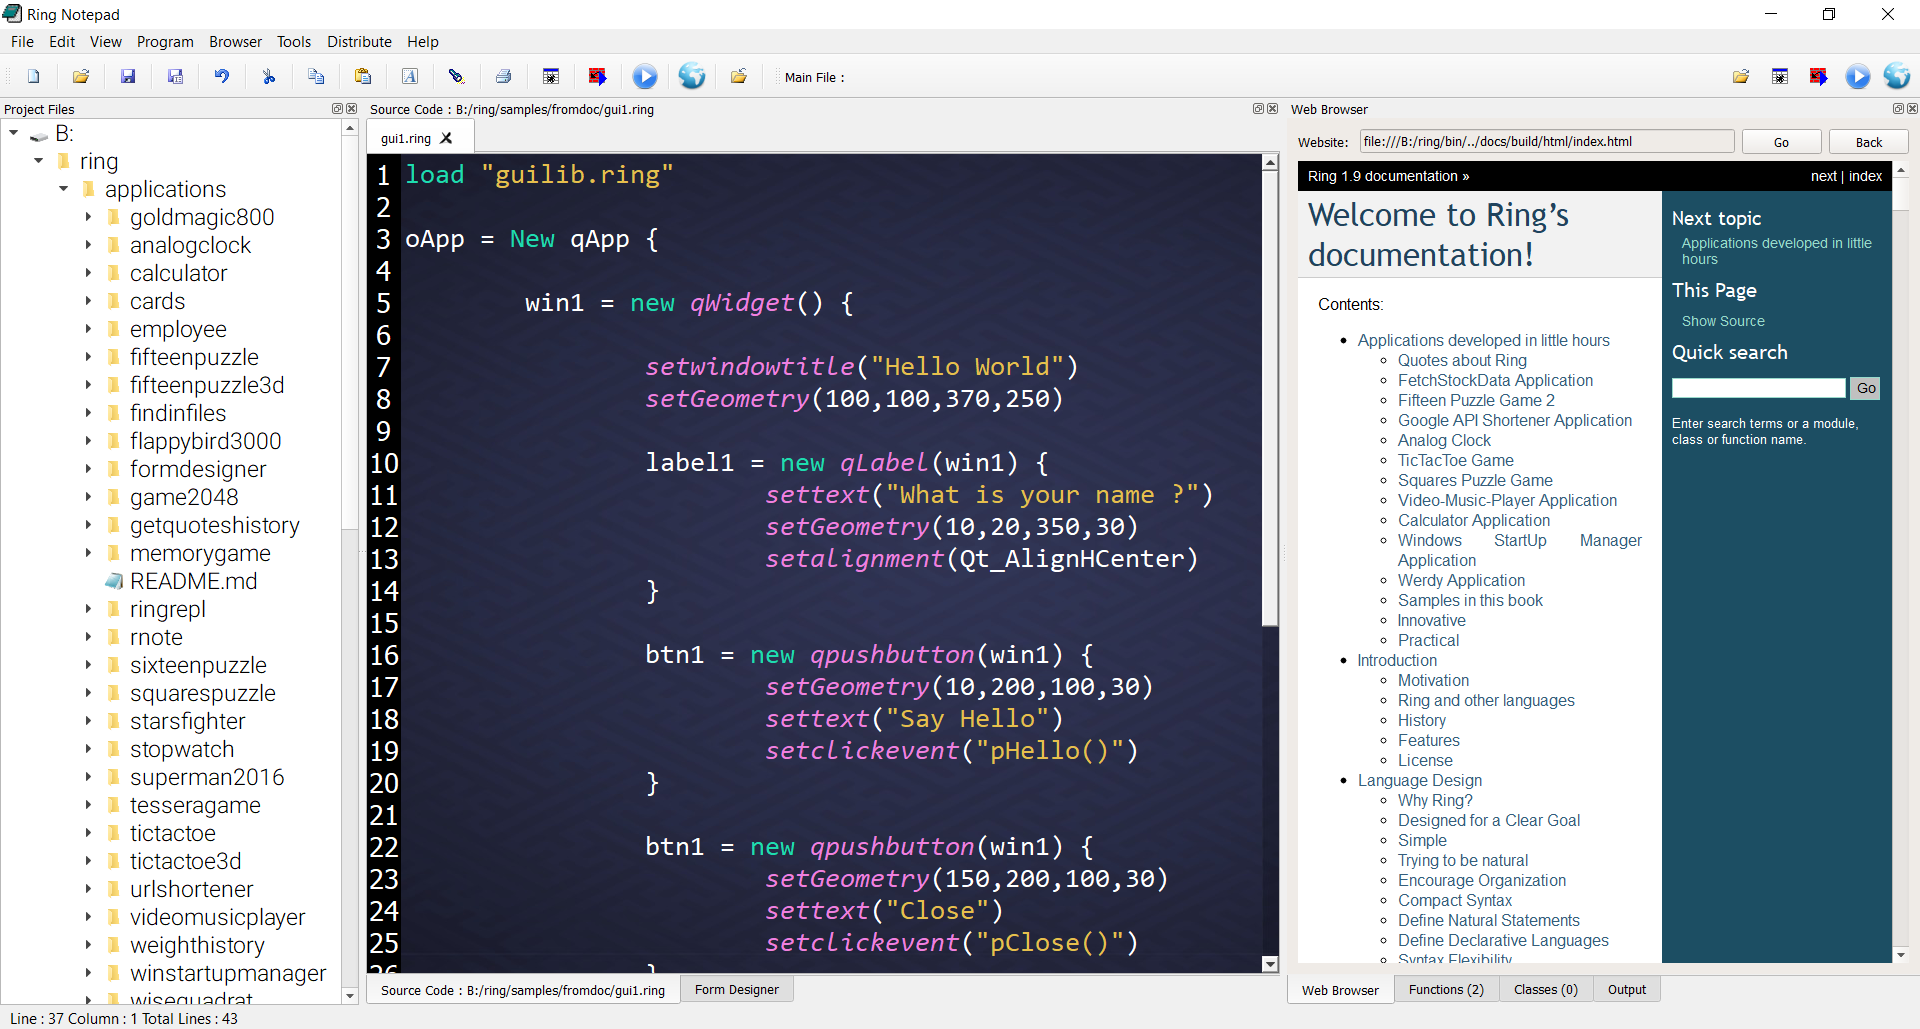 Ring Notepad
File Edit View Program Browser Tools Distribute Help
Main File :
Project Files
B:
ring
applications
goldmagic800
analogclock
calculator
cards
employee
fifteenpuzzle
fifteenpuzzle3d
findinfiles
flappybird3000
formdesigner
game2048
getquoteshistory
memorygame
README.md
ringrepl
rnote
sixteenpuzzle
squarespuzzle
starsfighter
stopwatch
superman2016
tesseragame
tictactoe
tictactoe3d
urlshortener
videomusicplayer
weighthistory
winstartupmanager
wisequadrat
Source Code : B:/ring/samples/fromdoc/gui1.ring
gui1.ring
1 load "guilib.ring"
2
3 oApp = New qApp {
4
5 win1 = new qWidget() {
6
7 setwindowtitle("Hello World")
8 setGeometry(100,100,370,250)
9
10 label1 = new qLabel(win1) {
11 settext("What is your name ?")
12 setGeometry(10,20,350,30)
13 setalignment(Qt_AlignHCenter)
14 }
15
16 btn1 = new qpushbutton(win1) {
17 setGeometry(10,200,100,30)
18 settext("Say Hello")
19 setclickevent("pHello()")
20 }
21
22 btn1 = new qpushbutton(win1) {
23 setGeometry(150,200,100,30)
24 settext("Close")
25 setclickevent("pClose()")
26 }
Source Code : B:/ring/samples/fromdoc/gui1.ring Form Designer
Web Browser
Website: file:///B:/ring/bin/../docs/build/html/index.html Go Back
Ring 1.9 documentation » next | index
Welcome to Ring’s
documentation!
Contents:
Applications developed in little hours
Quotes about Ring
FetchStockData Application
Fifteen Puzzle Game 2
Google API Shortener Application
Analog Clock
TicTacToe Game
Squares Puzzle Game
Video-Music-Player Application
Calculator Application
Windows StartUp Manager
Application
Werdy Application
Samples in this book
Innovative
Practical
Introduction
Motivation
Ring and other languages
History
Features
License
Language Design
Why Ring?
Designed for a Clear Goal
Simple
Trying to be natural
Encourage Organization
Compact Syntax
Define Natural Statements
Define Declarative Languages
Syntax Flexibility
Next topic
Applications developed in little
hours
This Page
Show Source
Quick search
Go
Enter search terms or a module,
class or function name.
Web Browser Functions (2) Classes (0) Output
Line : 37 Column : 1 Total Lines : 43